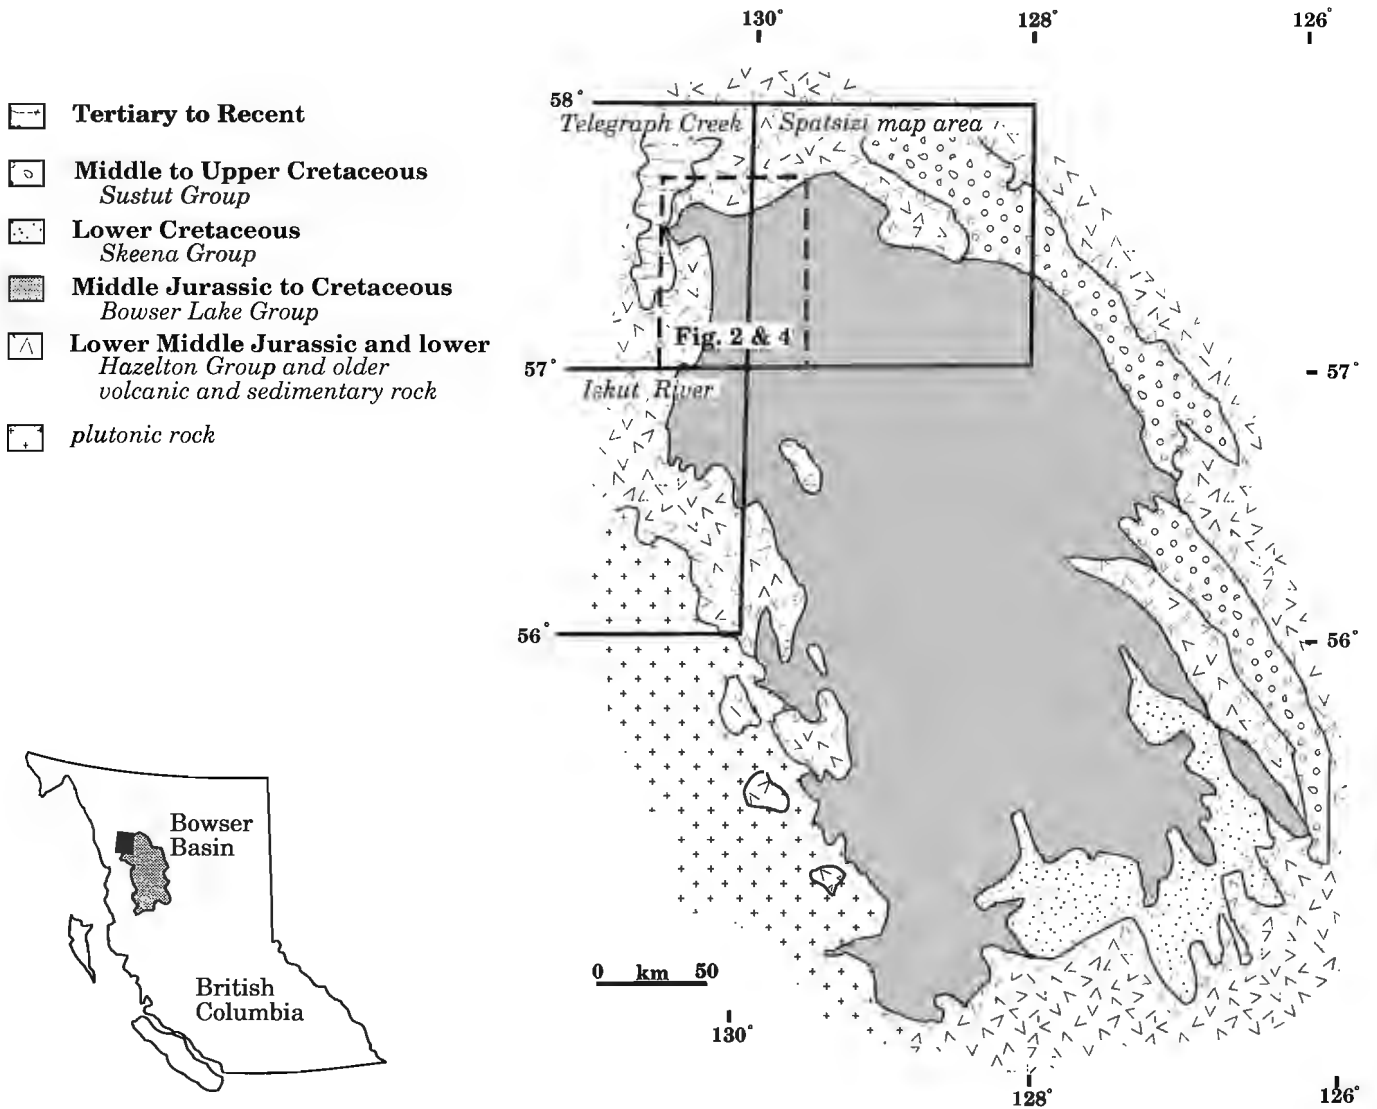 130°
128°
126°
58°
Telegraph Creek
Spatsizi map area
Tertiary to Recent
Middle to Upper Cretaceous
Sustut Group
Lower Cretaceous
Skeena Group
Middle Jurassic to Cretaceous
Bowser Lake Group
Lower Middle Jurassic and lower
Hazelton Group and older
volcanic and sedimentary rock
plutonic rock
Fig. 2 & 4
57°
57°
Iskut River
56°
56°
Bowser
Basin
British
Columbia
0 km 50
130°
128°
126°